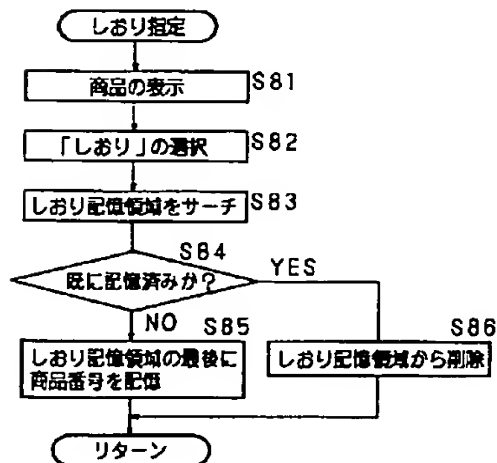 しおり指定
商品の表示
S81
「しおり」の選択
S82
しおり記憶領域をサーチ
S83
S84
既に記憶済みか?
YES
NO
S85
S86
しおり記憶領域の最後に
商品番号を記憶
しおり記憶領域から削除
リターン